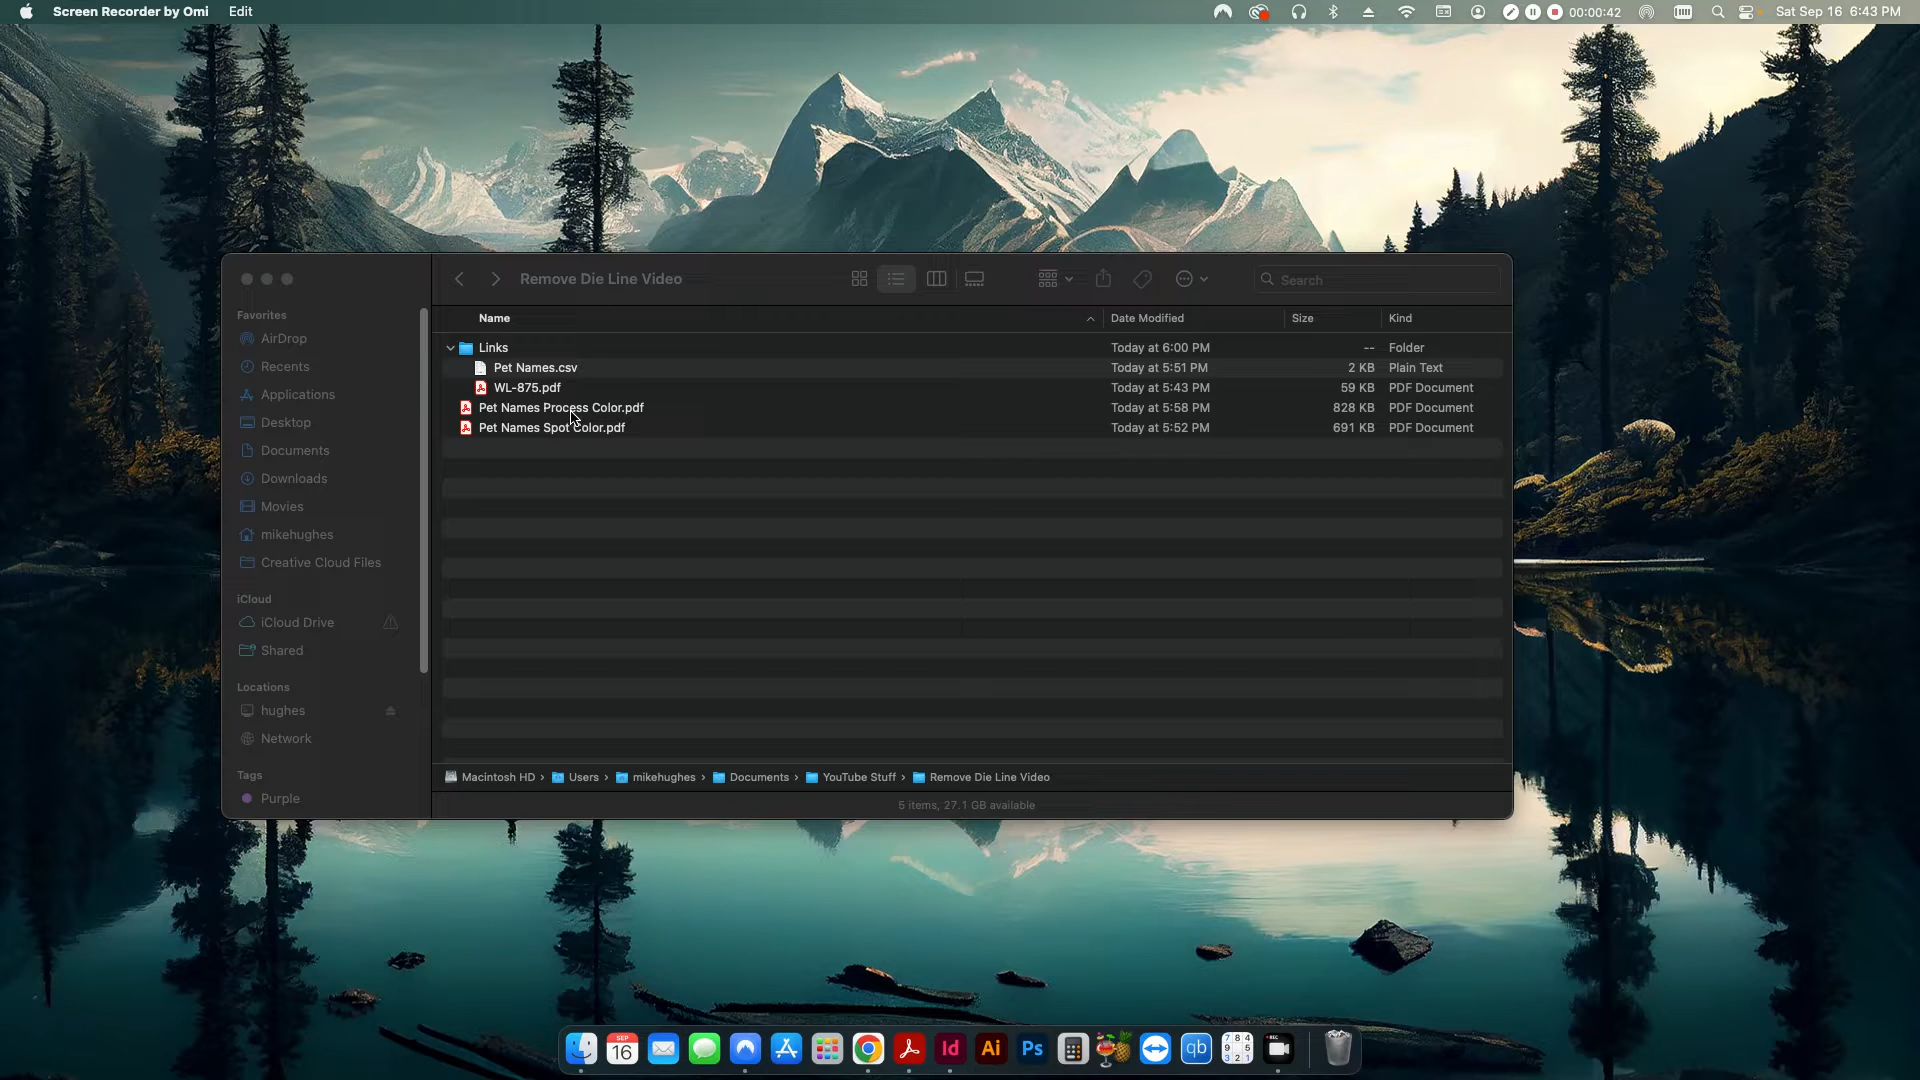 Screen Recorder by Omi Edit 00:00:42 Sat Sep 16 6:43 PM
Remove Die Line Video Search
Favorites
AirDrop
Recents
Applications
Desktop
Documents
Downloads
Movies
mikehughes
Creative Cloud Files
iCloud
iCloud Drive
Shared
Locations
hughes
Network
Tags
Purple
Name Date Modified Size Kind
Links Today at 6:00 PM -- Folder
Pet Names.csv Today at 5:51 PM 2 KB Plain Text
WL-875.pdf Today at 5:43 PM 59 KB PDF Document
Pet Names Process Color.pdf Today at 5:58 PM 828 KB PDF Document
Pet Names Spot Color.pdf Today at 5:52 PM 691 KB PDF Document
Macintosh HD › Users › mikehughes › Documents › YouTube Stuff › Remove Die Line Video
5 items, 27.1 GB available
SEP
16
Id
Ai
Ps
qb
7 8 4
REC